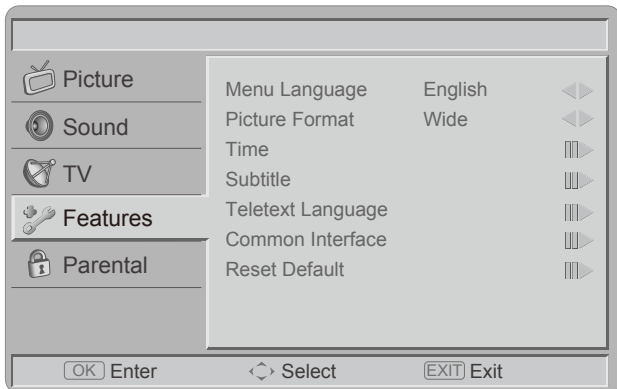 Picture
Sound
TV
Features
Parental
Menu Language English
Picture Format Wide
Time
Subtitle
Teletext Language
Common Interface
Reset Default
OK Enter
Select
EXIT Exit